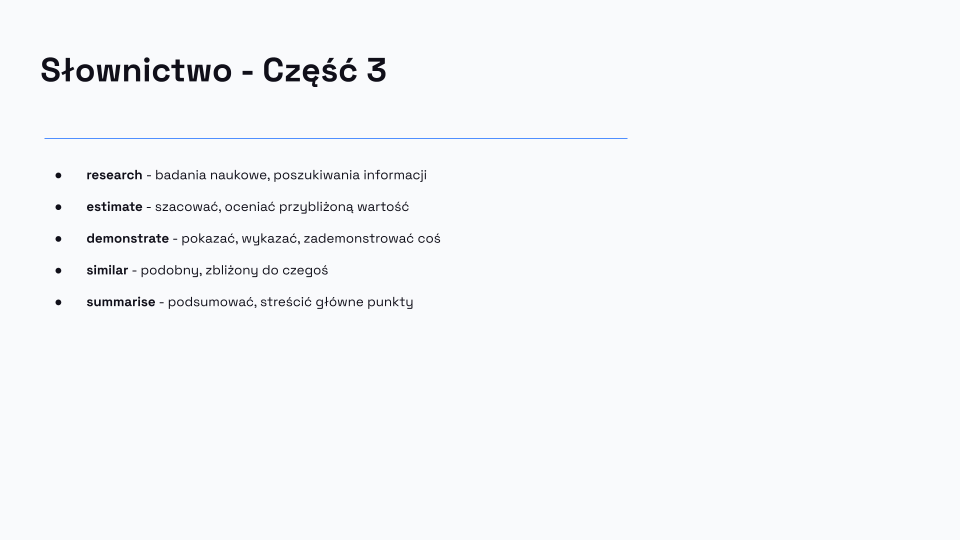 Słownictwo - Część 3
● research - badania naukowe, poszukiwania informacji
● estimate - szacować, oceniać przybliżoną wartość
● demonstrate - pokazać, wykazać, zademonstrować coś
● similar - podobny, zbliżony do czegoś
● summarise - podsumować, streścić główne punkty